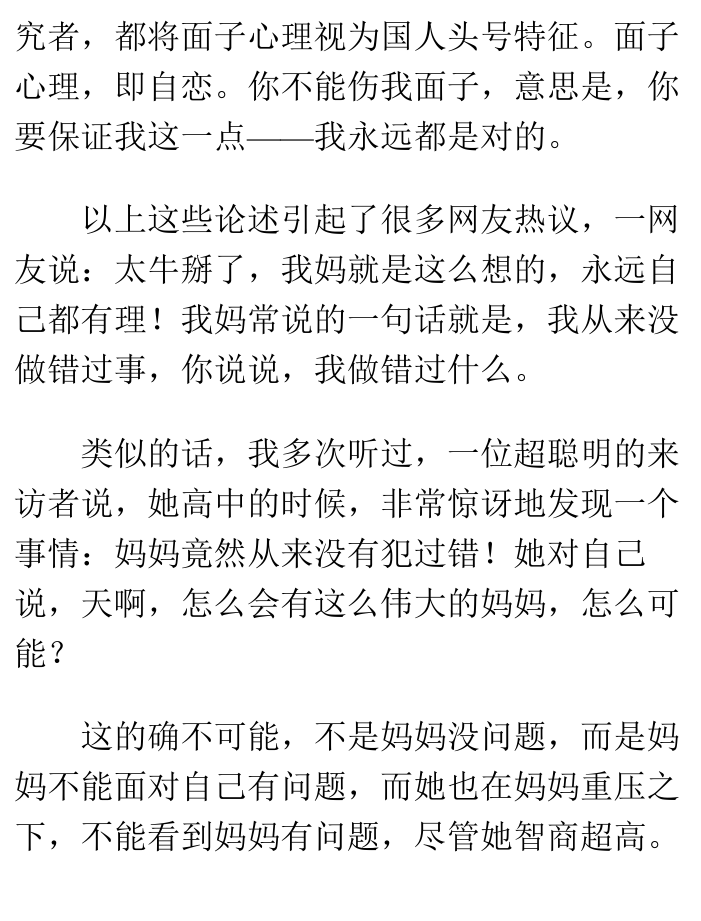 究者，都将面子心理视为国人头号特征。面子
心理，即自恋。你不能伤我面子，意思是，你
要保证我这一点——我永远都是对的。
以上这些论述引起了很多网友热议，一网
友说：太牛掰了，我妈就是这么想的，永远自
己都有理！我妈常说的一句话就是，我从来没
做错过事，你说说，我做错过什么。
类似的话，我多次听过，一位超聪明的来
访者说，她高中的时候，非常惊讶地发现一个
事情：妈妈竟然从来没有犯过错！她对自己
说，天啊，怎么会有这么伟大的妈妈，怎么可
能？
这的确不可能，不是妈妈没问题，而是妈
妈不能面对自己有问题，而她也在妈妈重压之
下，不能看到妈妈有问题，尽管她智商超高。